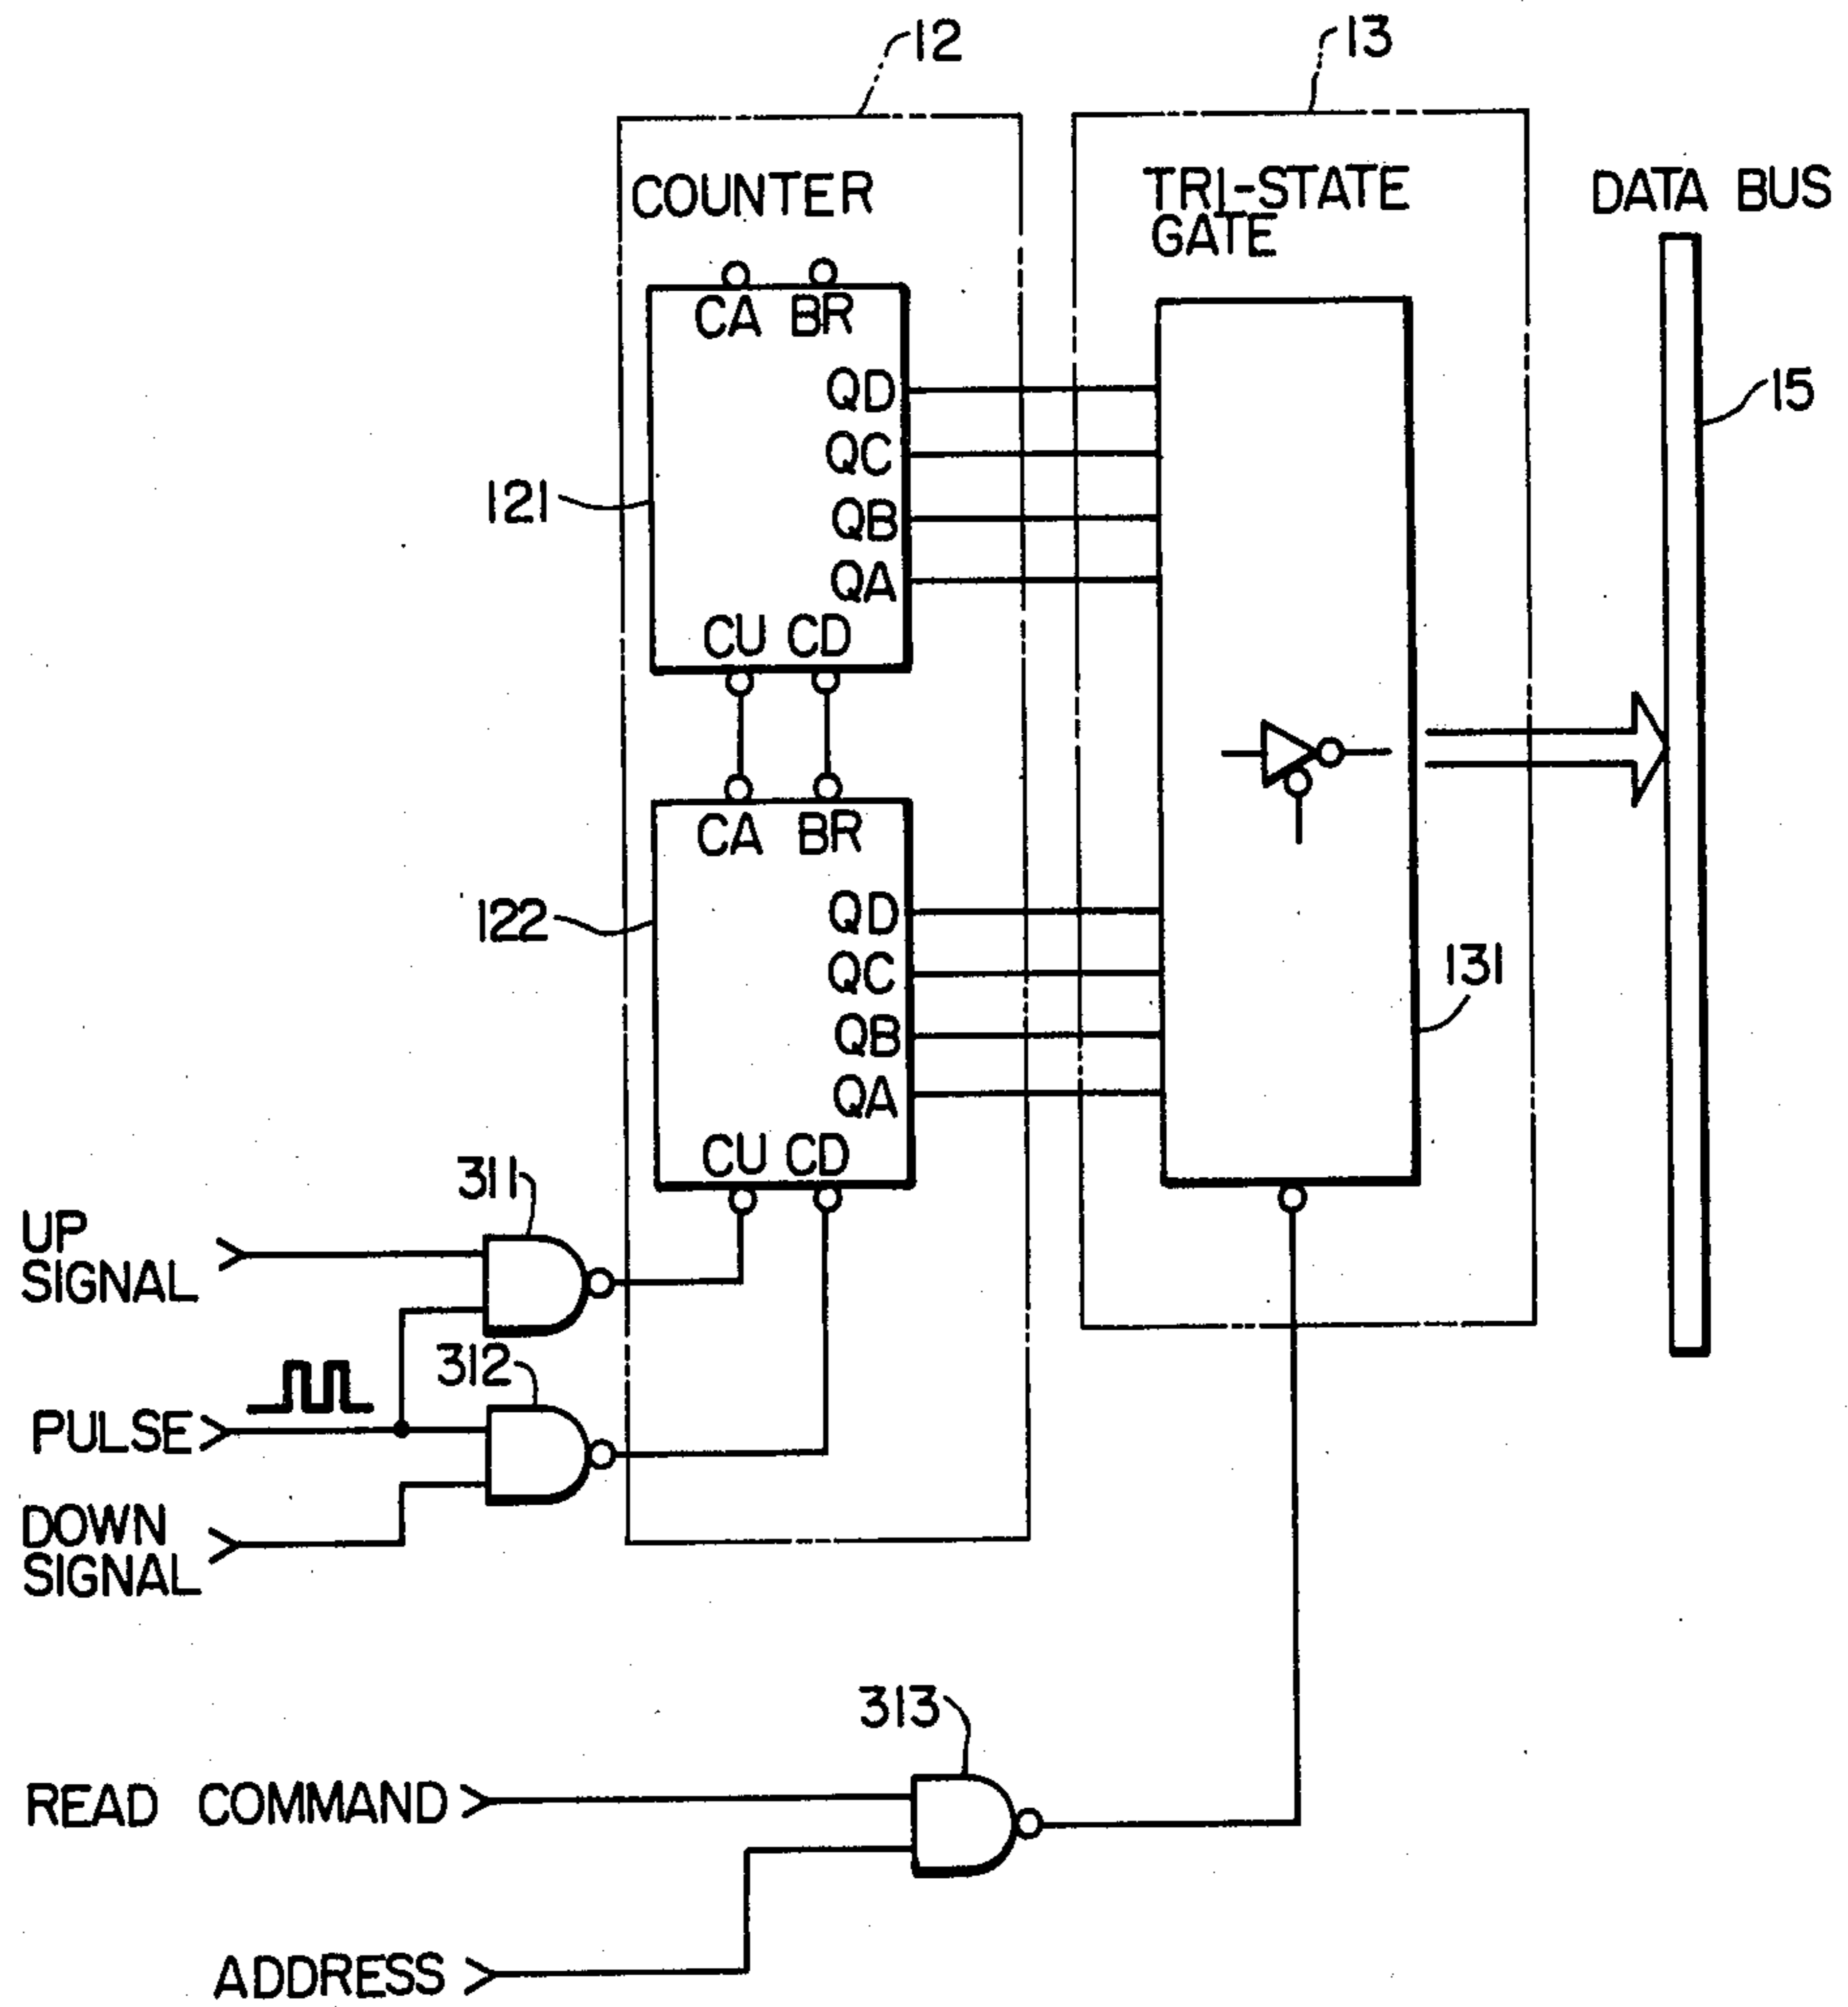 12
13
COUNTER
TRI-STATE
GATE
DATA BUS
CA BR
QD
QC
QB
QA
CU CD
121
15
CA BR
QD
QC
QB
QA
CU CD
122
131
311
UP
SIGNAL
312
PULSE
DOWN
SIGNAL
313
READ COMMAND
ADDRESS